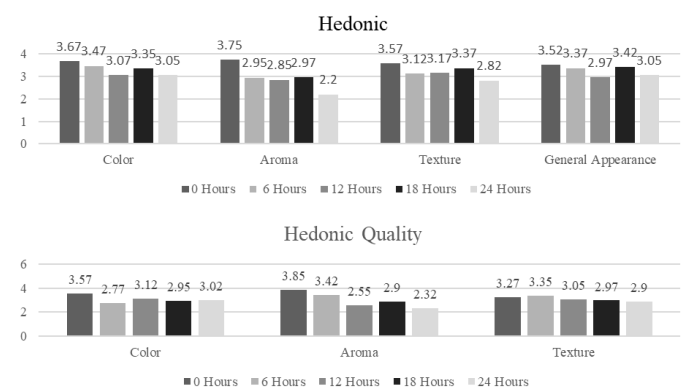 Hedonic
3.67 3.47 3.07 3.35 3.05 3.75 2.95 2.85 2.97 2.2 3.57 3.12 3.17 3.37 2.82 3.52 3.37 2.97 3.42 3.05
4
3
2
1
0
Color Aroma Texture General Appearance
0 Hours 6 Hours 12 Hours 18 Hours 24 Hours
Hedonic Quality
6
3.57 2.77 3.12 2.95 3.02 3.85 3.42 2.55 2.9 2.32 3.27 3.35 3.05 2.97 2.9
4
2
0
Color Aroma Texture
0 Hours 6 Hours 12 Hours 18 Hours 24 Hours